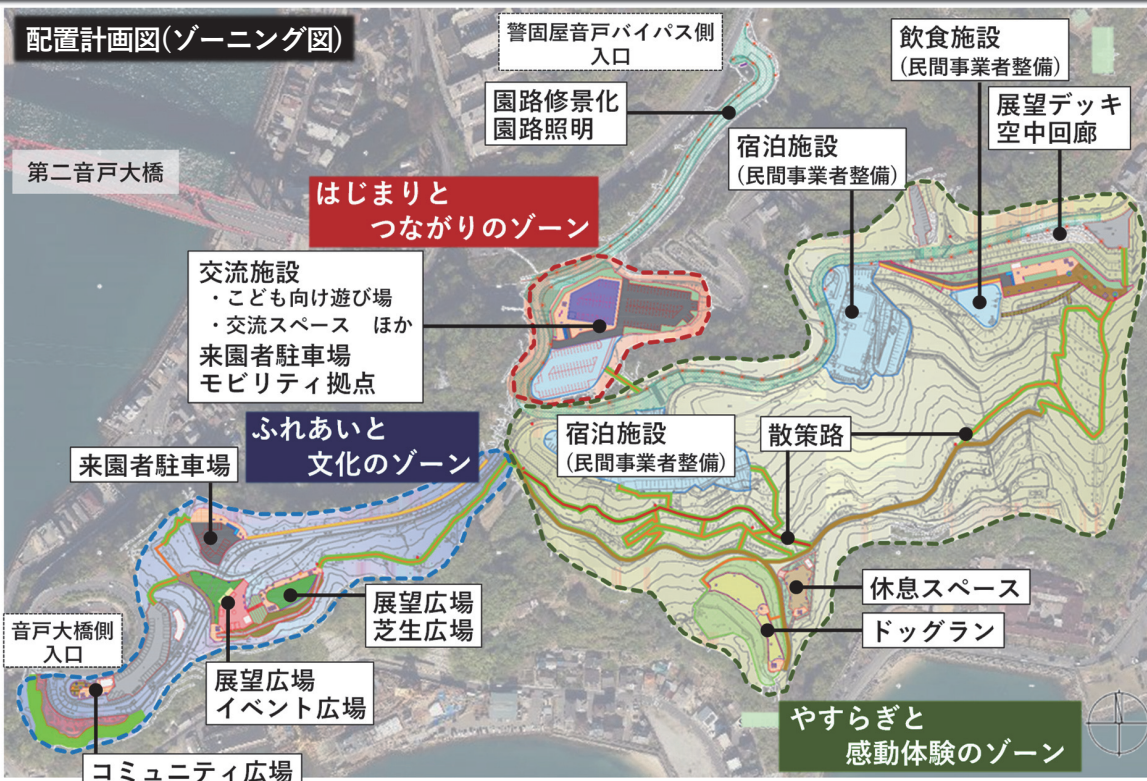 配置計画図(ゾーニング図)
警固屋音戸バイパス側
入口
飲食施設
(民間事業者整備)
園路修景化
園路照明
展望デッキ
空中回廊
宿泊施設
(民間事業者整備)
第二音戸大橋
はじまりと
つながりのゾーン
交流施設
・こども向け遊び場
・交流スペース ほか
来園者駐車場
モビリティ拠点
ふれあいと
文化のゾーン
宿泊施設
(民間事業者整備)
散策路
来園者駐車場
休息スペース
展望広場
芝生広場
ドッグラン
音戸大橋側
入口
展望広場
イベント広場
やすらぎと
感動体験のゾーン
コミュニティ広場